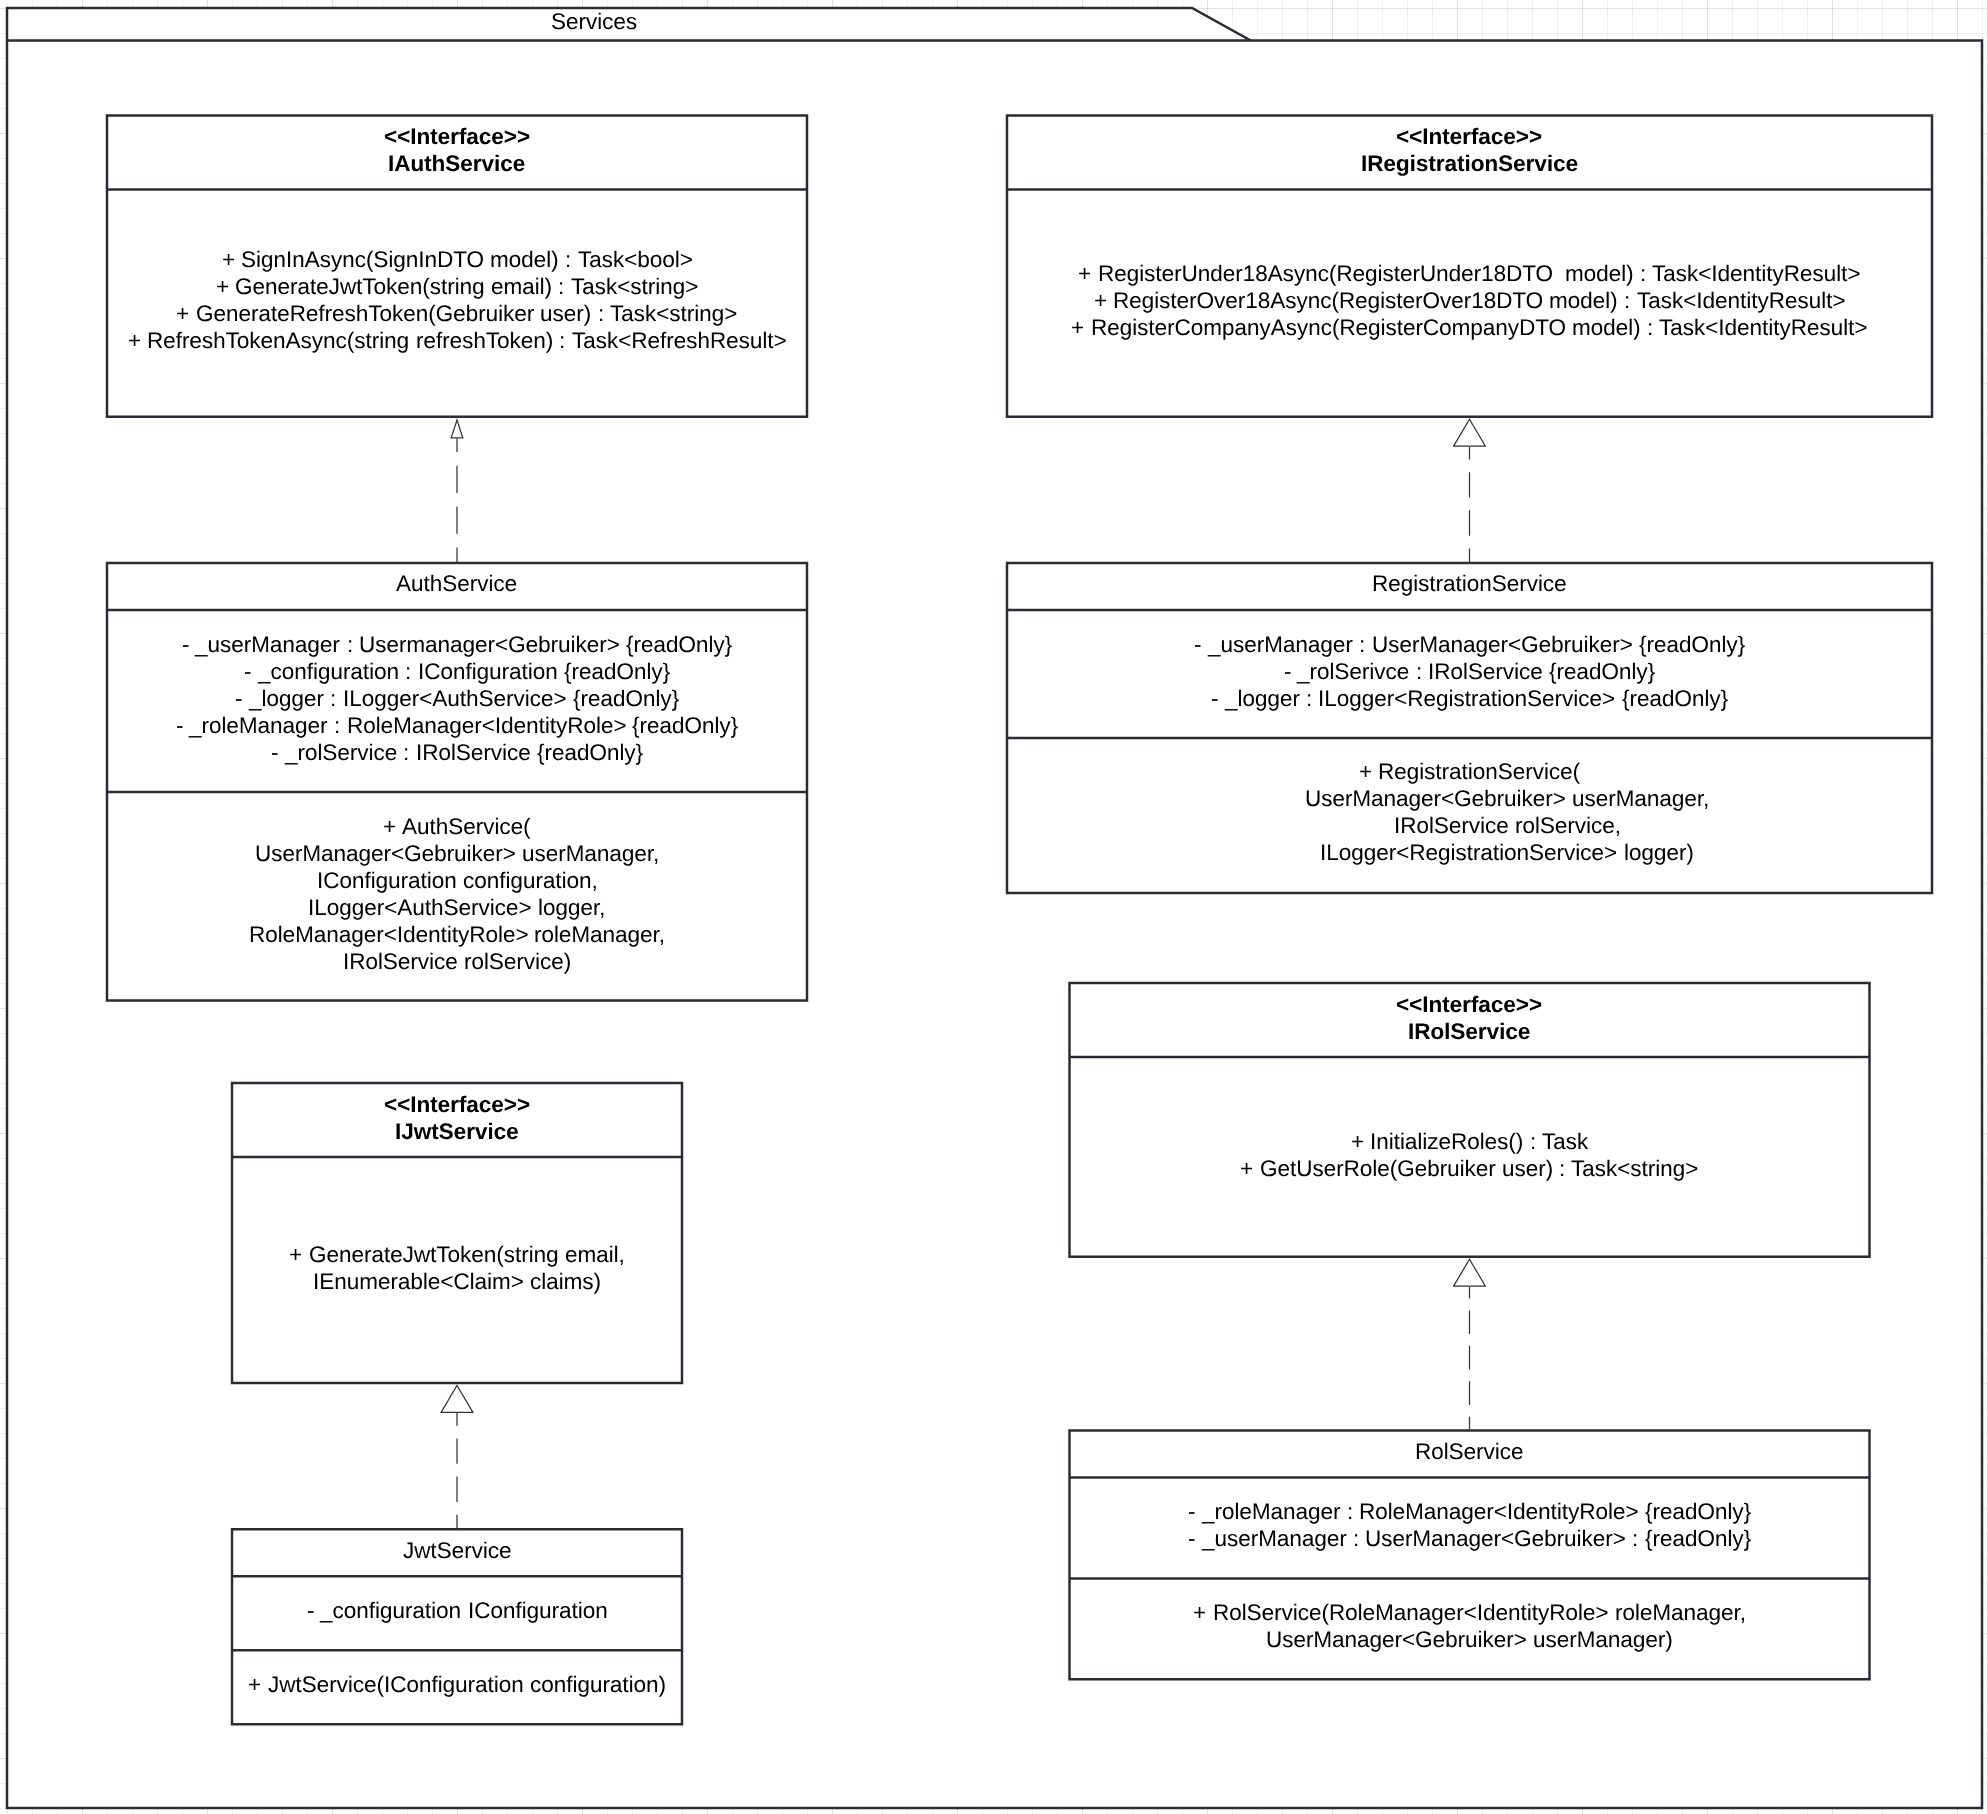 Services
<<Interface>>
IAuthService
+ SignInAsync(SignInDTO model) : Task<bool>
+ GenerateJwtToken(string email) : Task<string>
+ GenerateRefreshToken(Gebruiker user) : Task<string>
+ RefreshTokenAsync(string refreshToken) : Task<RefreshResult>
AuthService
- _userManager : Usermanager<Gebruiker> {readOnly}
- _configuration : IConfiguration {readOnly}
- _logger : ILogger<AuthService> {readOnly}
- _roleManager : RoleManager<IdentityRole> {readOnly}
- _rolService : IRolService {readOnly}
+ AuthService(
UserManager<Gebruiker> userManager,
IConfiguration configuration,
ILogger<AuthService> logger,
RoleManager<IdentityRole> roleManager,
IRolService rolService)
<<Interface>>
IJwtService
+ GenerateJwtToken(string email,
IEnumerable<Claim> claims)
JwtService
- _configuration IConfiguration
+ JwtService(IConfiguration configuration)
<<Interface>>
IRegistrationService
+ RegisterUnder18Async(RegisterUnder18DTO  model) : Task<IdentityResult>
+ RegisterOver18Async(RegisterOver18DTO model) : Task<IdentityResult>
+ RegisterCompanyAsync(RegisterCompanyDTO model) : Task<IdentityResult>
RegistrationService
- _userManager : UserManager<Gebruiker> {readOnly}
- _rolSerivce : IRolService {readOnly}
- _logger : ILogger<RegistrationService> {readOnly}
+ RegistrationService(
UserManager<Gebruiker> userManager,
IRolService rolService,
ILogger<RegistrationService> logger)
<<Interface>>
IRolService
+ InitializeRoles() : Task
+ GetUserRole(Gebruiker user) : Task<string>
RolService
- _roleManager : RoleManager<IdentityRole> {readOnly}
- _userManager : UserManager<Gebruiker> : {readOnly}
+ RolService(RoleManager<IdentityRole> roleManager,
UserManager<Gebruiker> userManager)